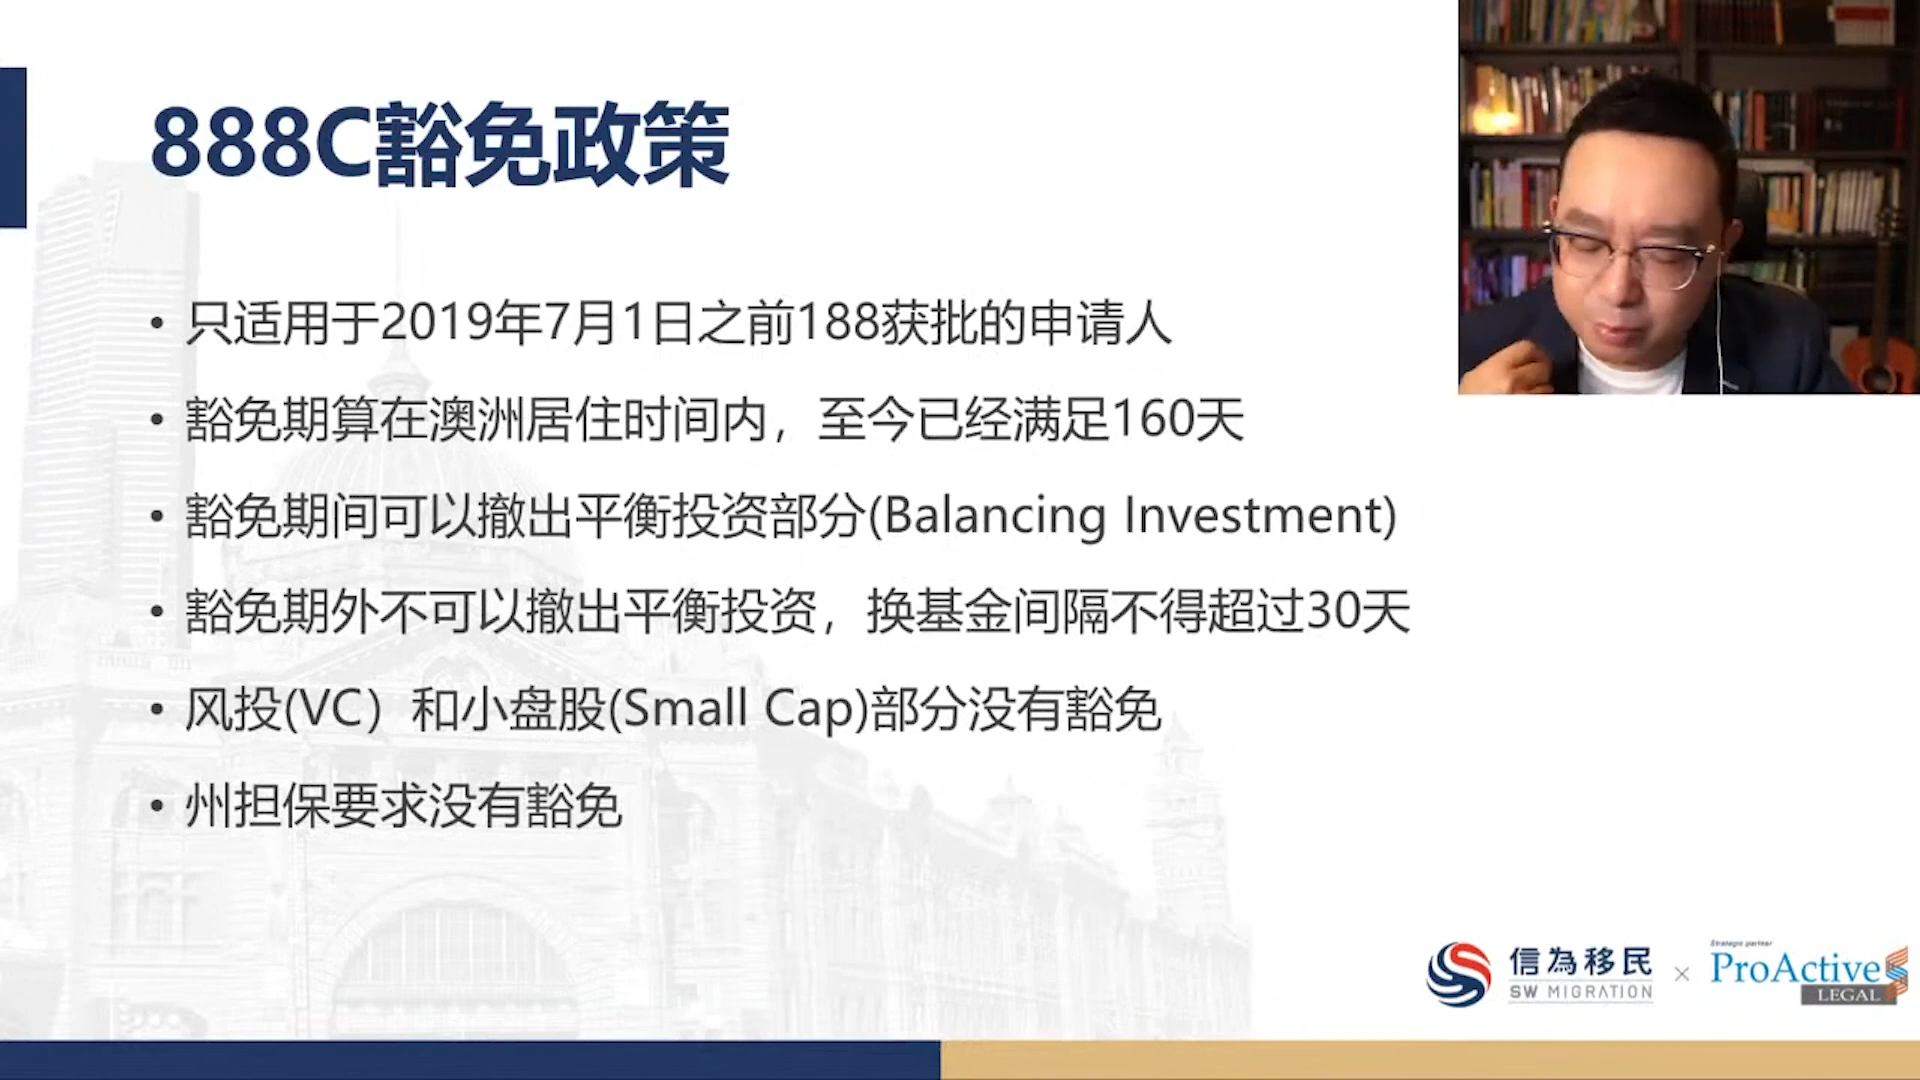 888C豁免政策
• 只适用于2019年7月1日之前188获批的申请人
• 豁免期算在澳洲居住时间内，至今已经满足160天
• 豁免期间可以撤出平衡投资部分(Balancing Investment)
• 豁免期外不可以撤出平衡投资，换基金间隔不得超过30天
• 风投(VC）和小盘股(Small Cap)部分没有豁免
• 州担保要求没有豁免
信為移民
SW MIGRATION
×
Strategic partner
ProActive
LEGAL